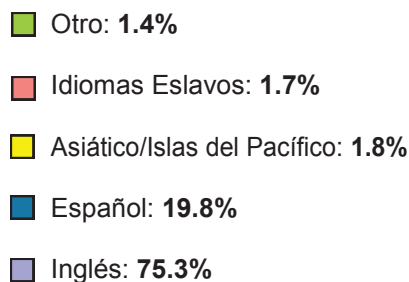 Otro: 1.4%
Idiomas Eslavos: 1.7%
Asiático/Islas del Pacífico: 1.8%
Español: 19.8%
Inglés: 75.3%